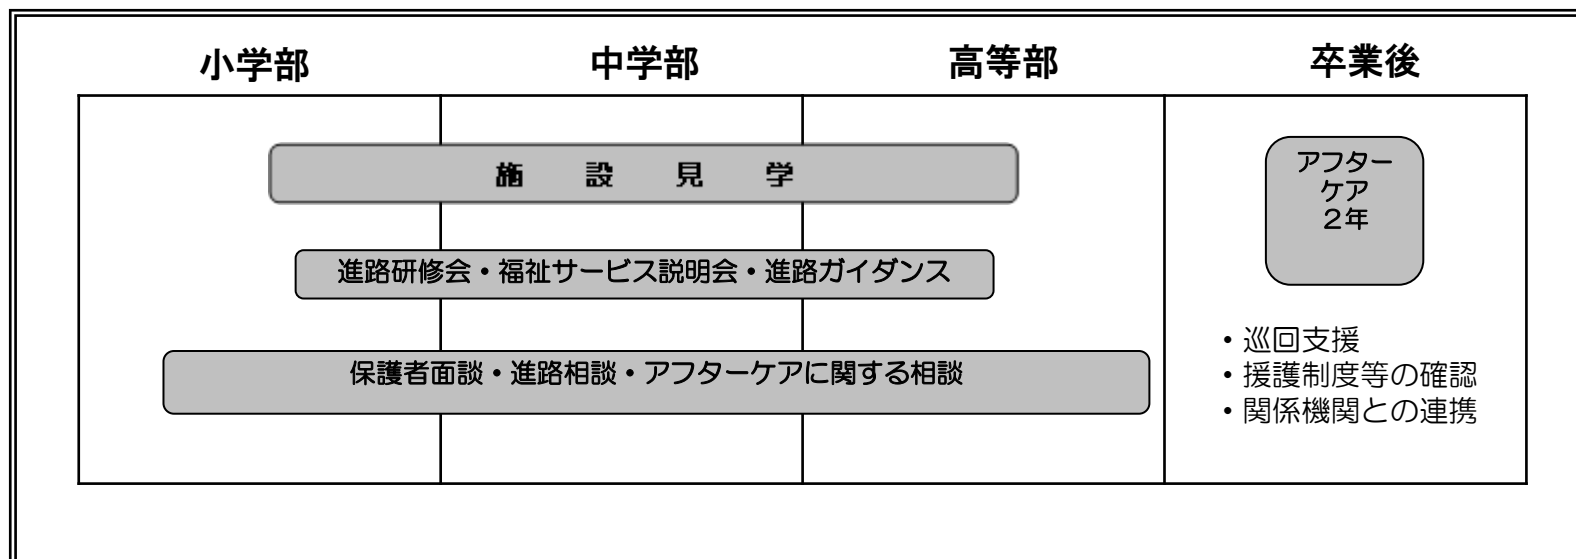 小学部
中学部
高等部
卒業後
施 設 見 学
進路研修会・福祉サービス説明会・進路ガイダンス
保護者面談・進路相談・アフターケアに関する相談
アフター
ケア
２年
・巡回支援
・援護制度等の確認
・関係機関との連携